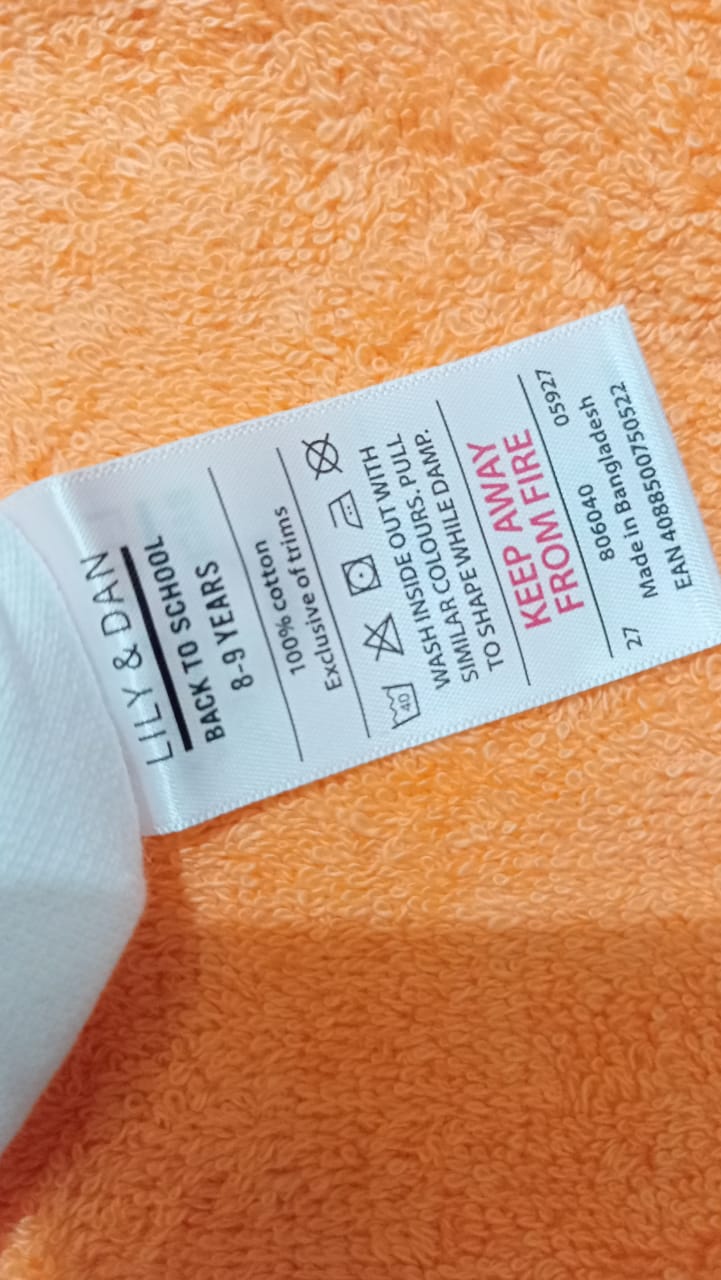 LILY & DAN
BACK TO SCHOOL
8-9 YEARS
100% cotton
Exclusive of trims
40
WASH INSIDE OUT WITH
SIMILAR COLOURS. PULL
TO SHAPE WHILE DAMP.
KEEP AWAY
FROM FIRE
27 806040 05927
Made in Bangladesh
EAN 4088500750522